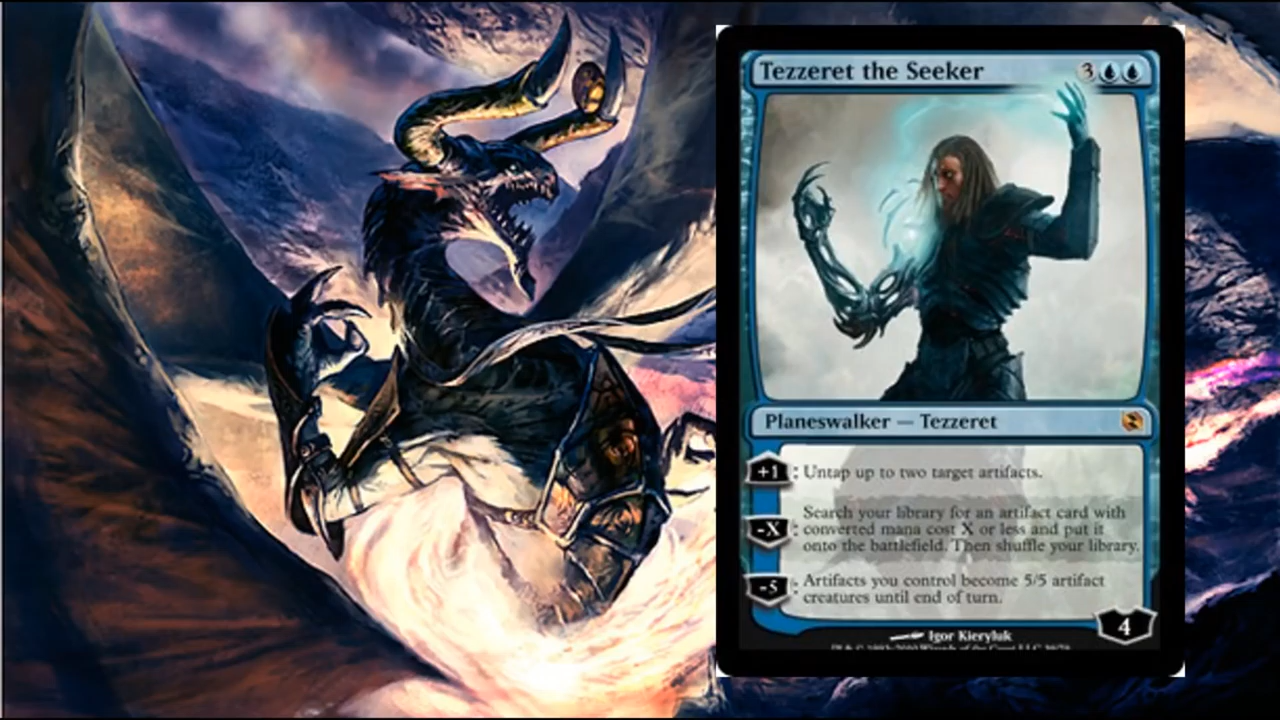 Tezzeret the Seeker 3
Planeswalker — Tezzeret
+1 : Untap up to two target artifacts.
Search your library for an artifact card with
-X : converted mana cost X or less and put it
onto the battlefield. Then shuffle your library.
-5 : Artifacts you control become 5/5 artifact
creatures until end of turn.
4
Igor Kieryluk